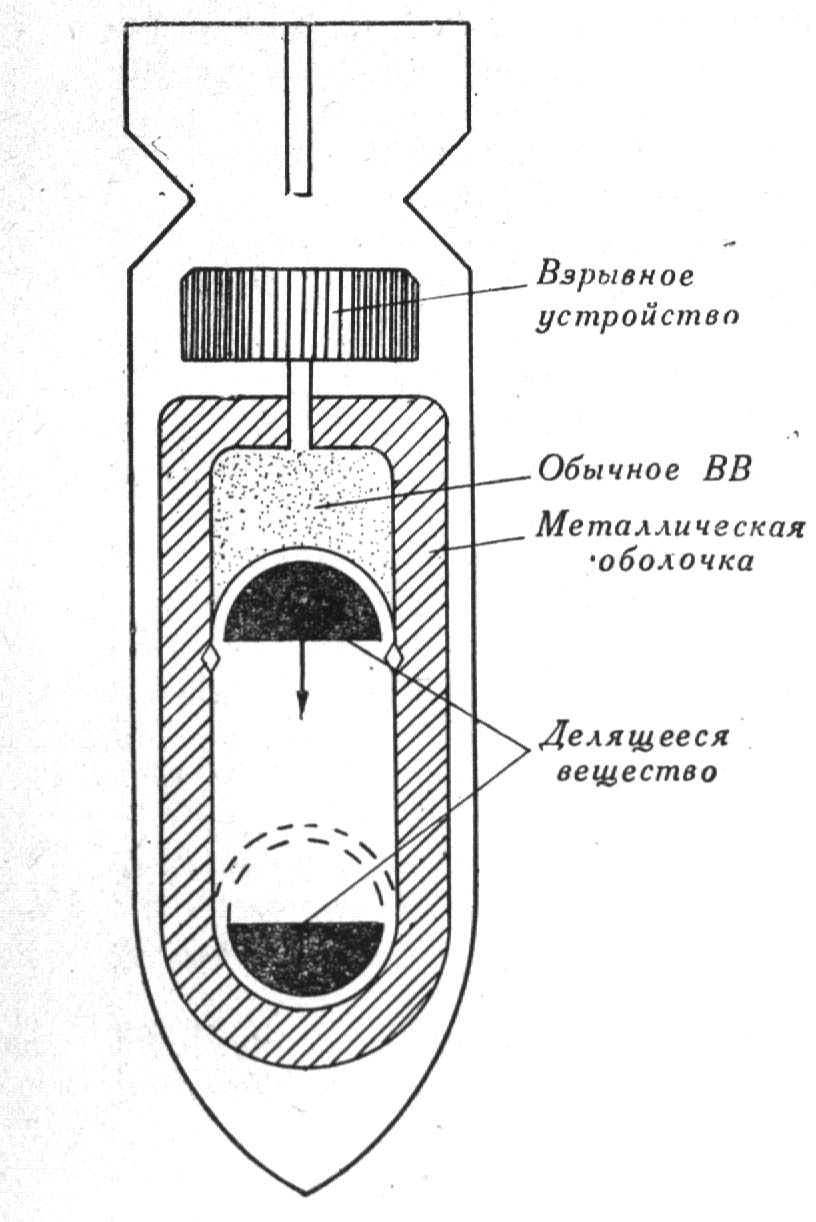 Взрывное
устройство
Обычное ВВ
Металлическая
оболочка
Делящееся
вещество